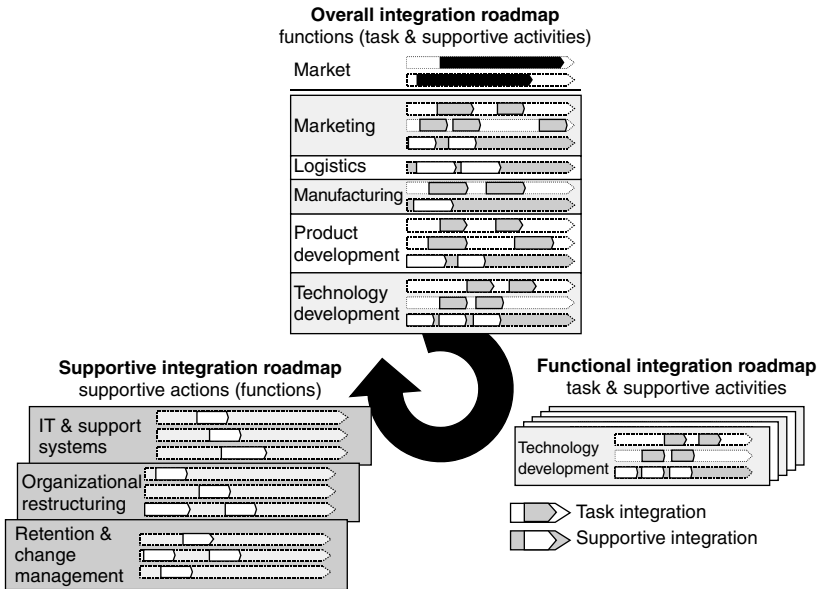 Overall integration roadmap
functions (task & supportive activities)
Market
Marketing
Logistics
Manufacturing
Product
development
Technology
development
Supportive integration roadmap
supportive actions (functions)
IT & support
systems
Organizational
restructuring
Retention &
change
management
Functional integration roadmap
task & supportive activities
Technology
development
Task integration
Supportive integration